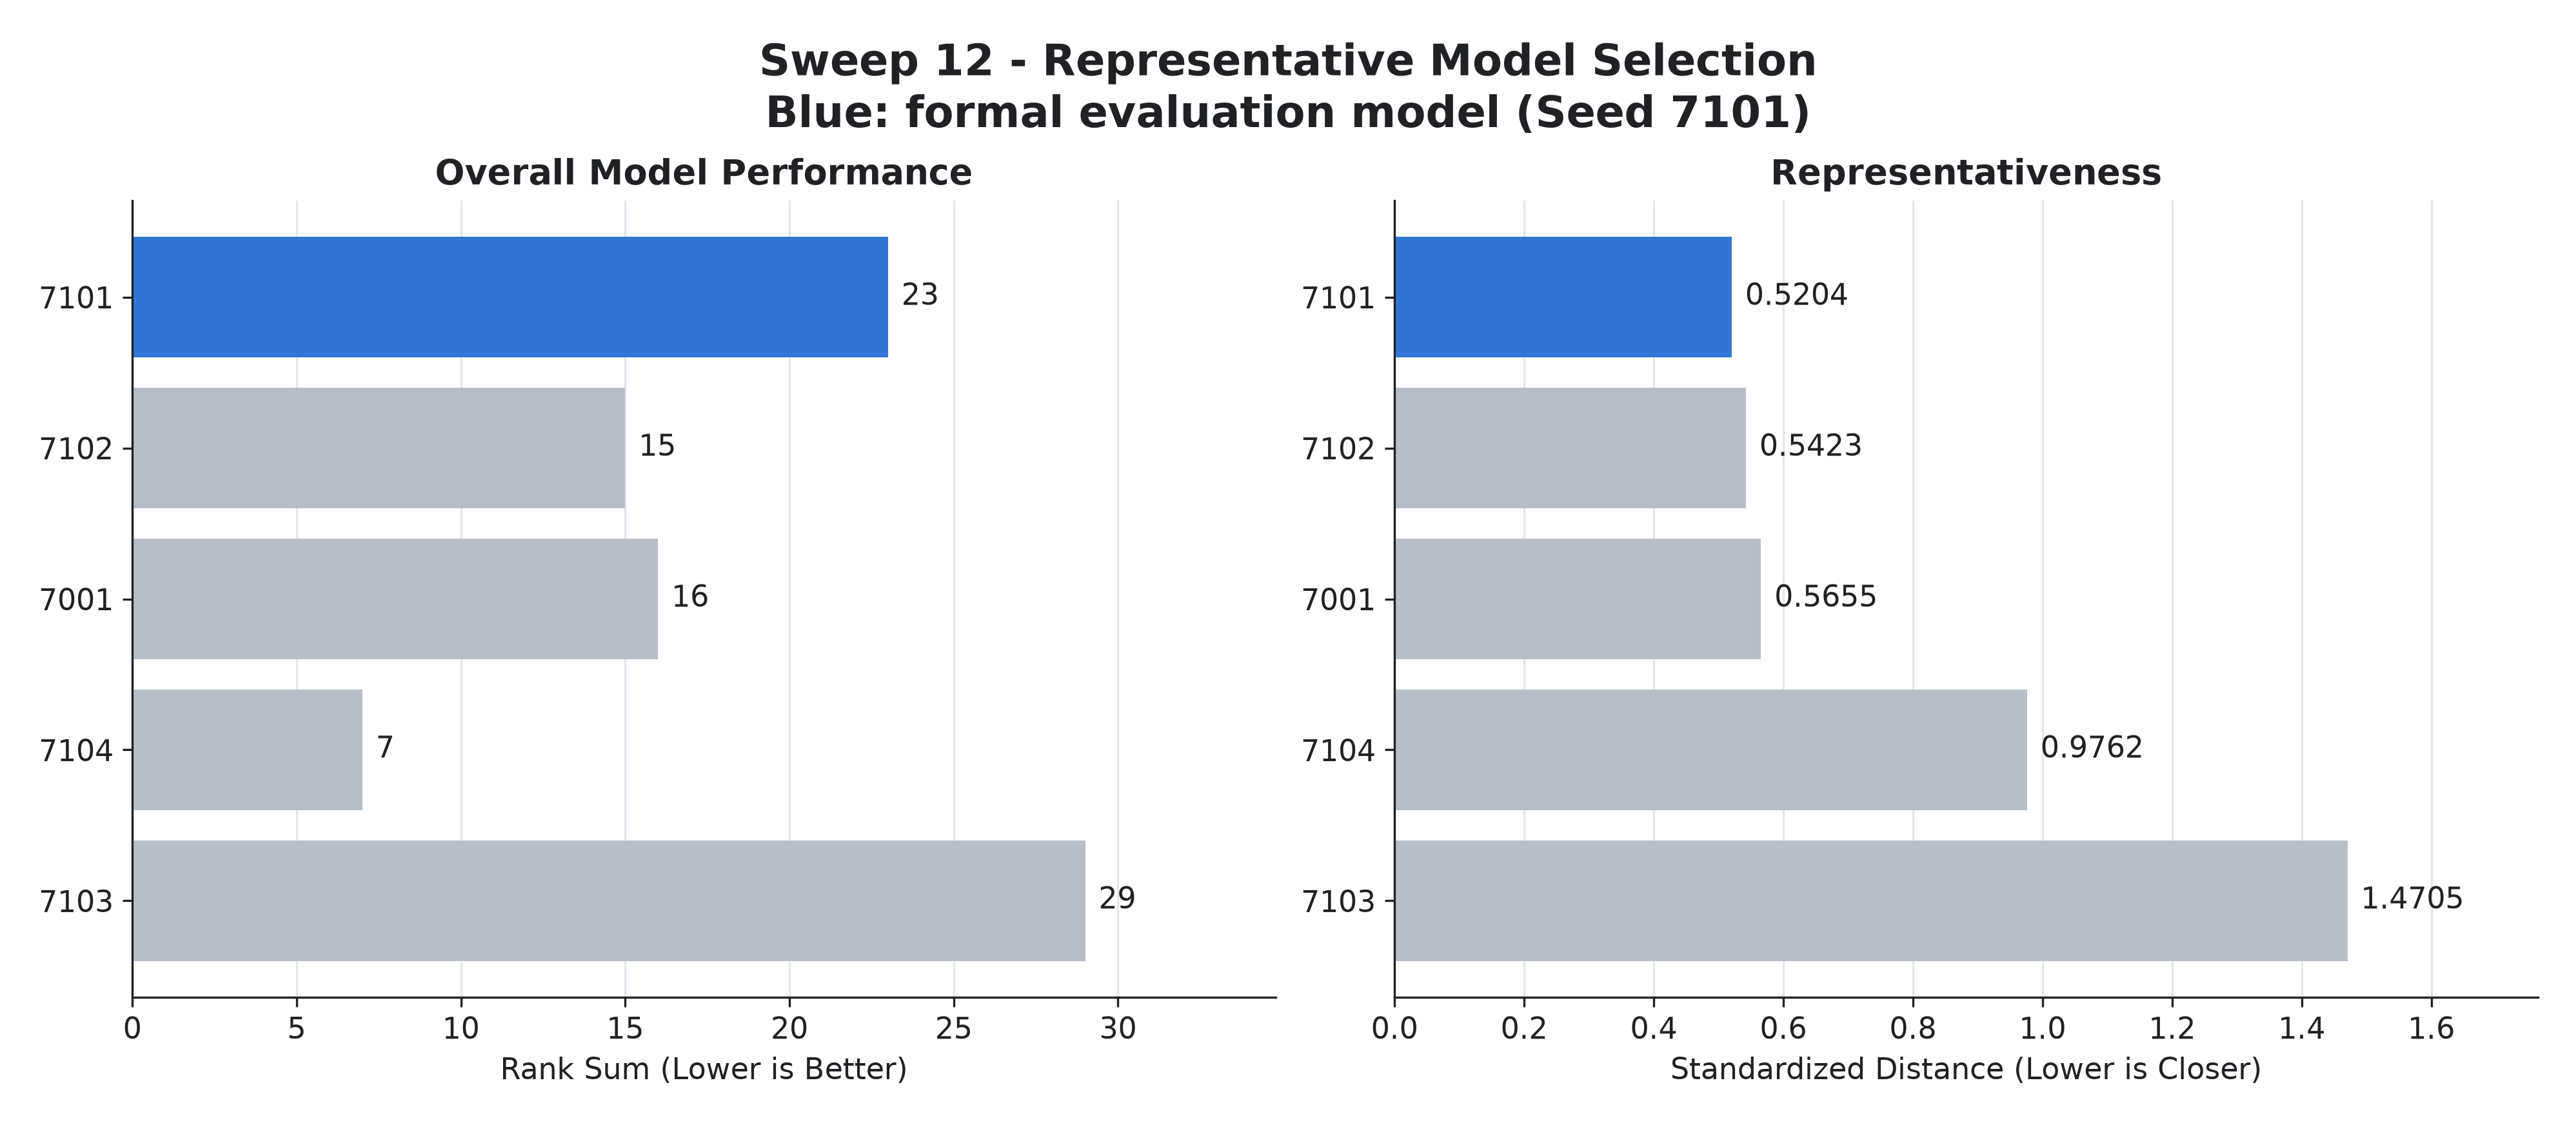 Sweep 12 - Representative Model Selection
Blue: formal evaluation model (Seed 7101)
Overall Model Performance
7101
23
7102
15
7001
16
7104
7
7103
29
0 5 10 15 20 25 30
Rank Sum (Lower is Better)
Representativeness
7101
0.5204
7102
0.5423
7001
0.5655
7104
0.9762
7103
1.4705
0.0 0.2 0.4 0.6 0.8 1.0 1.2 1.4 1.6
Standardized Distance (Lower is Closer)